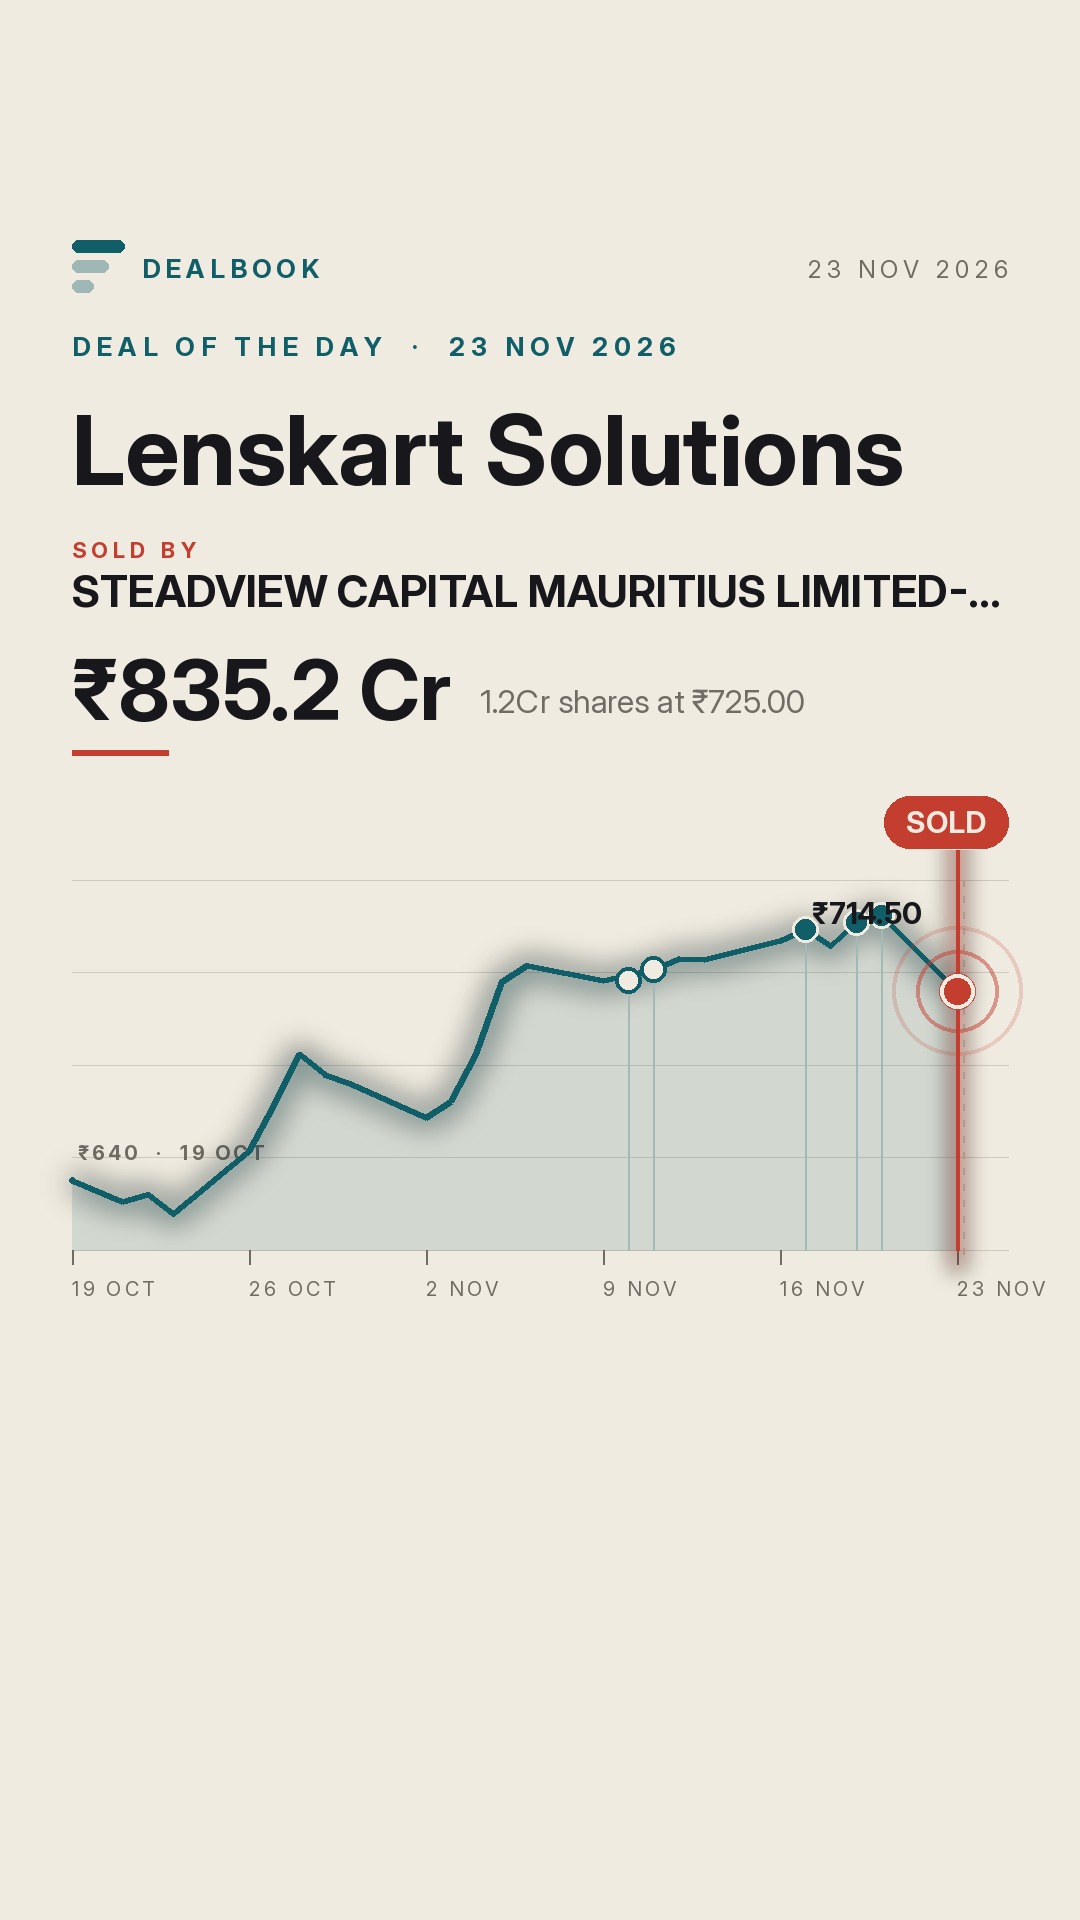 DEALBOOK
23 NOV 2026
DEAL OF THE DAY · 23 NOV 2026
Lenskart Solutions
SOLD BY
STEADVIEW CAPITAL MAURITIUS LIMITED-...
₹835.2 Cr 1.2Cr shares at ₹725.00
SOLD
₹714.50
₹640 · 19 OCT
19 OCT 26 OCT 2 NOV 9 NOV 16 NOV 23 NOV